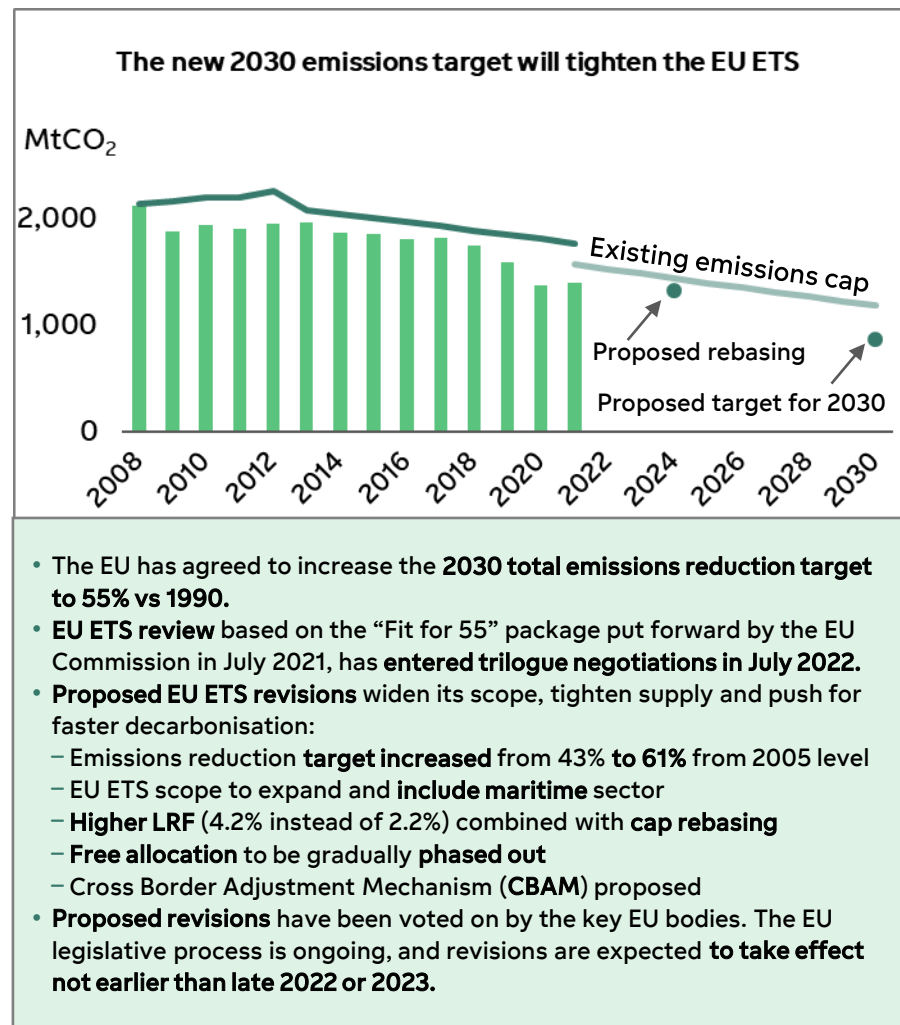 The new 2030 emissions target will tighten the EU ETS
MtCO₂
2,000
1,000
0
Existing emissions cap
Proposed rebasing
Proposed target for 2030
2008
2010
2012
2014
2016
2018
2020
2022
2024
2026
2028
2030
• The EU has agreed to increase the 2030 total emissions reduction target
to 55% vs 1990.
• EU ETS review based on the “Fit for 55” package put forward by the EU
Commission in July 2021, has entered trilogue negotiations in July 2022.
• Proposed EU ETS revisions widen its scope, tighten supply and push for
faster decarbonisation:
– Emissions reduction target increased from 43% to 61% from 2005 level
– EU ETS scope to expand and include maritime sector
– Higher LRF (4.2% instead of 2.2%) combined with cap rebasing
– Free allocation to be gradually phased out
– Cross Border Adjustment Mechanism (CBAM) proposed
• Proposed revisions have been voted on by the key EU bodies. The EU
legislative process is ongoing, and revisions are expected to take effect
not earlier than late 2022 or 2023.